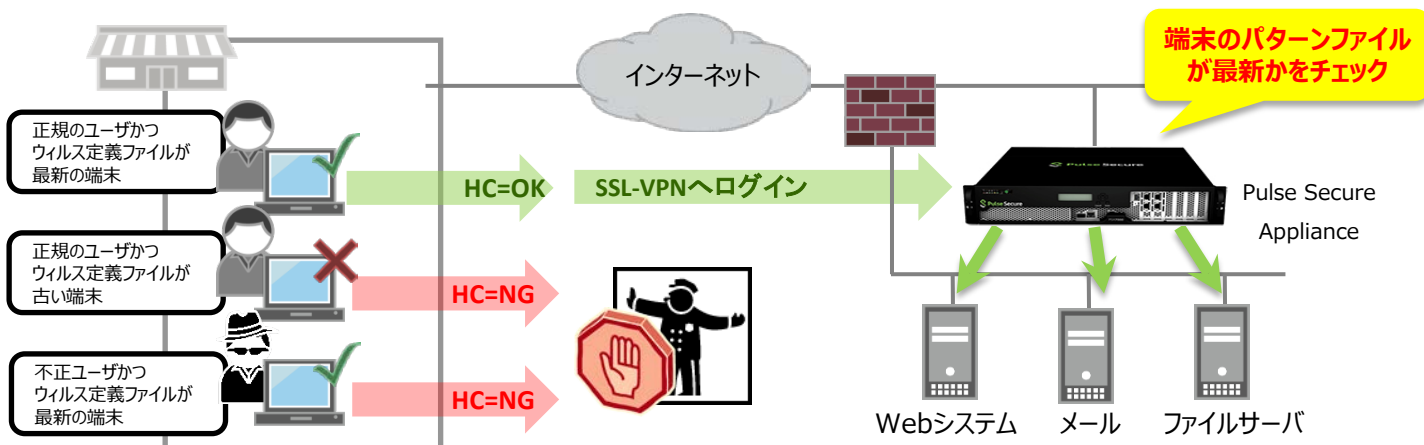 インターネット
端末のパターンファイル
が最新かをチェック
正規のユーザかつ
ウィルス定義ファイルが
最新の端末
HC=OK
SSL-VPNへログイン
Pulse Secure
Pulse Secure
Pulse Secure
Appliance
正規のユーザかつ
ウィルス定義ファイルが
古い端末
HC=NG
不正ユーザかつ
ウィルス定義ファイルが
最新の端末
HC=NG
Webシステム
メール
ファイルサーバ